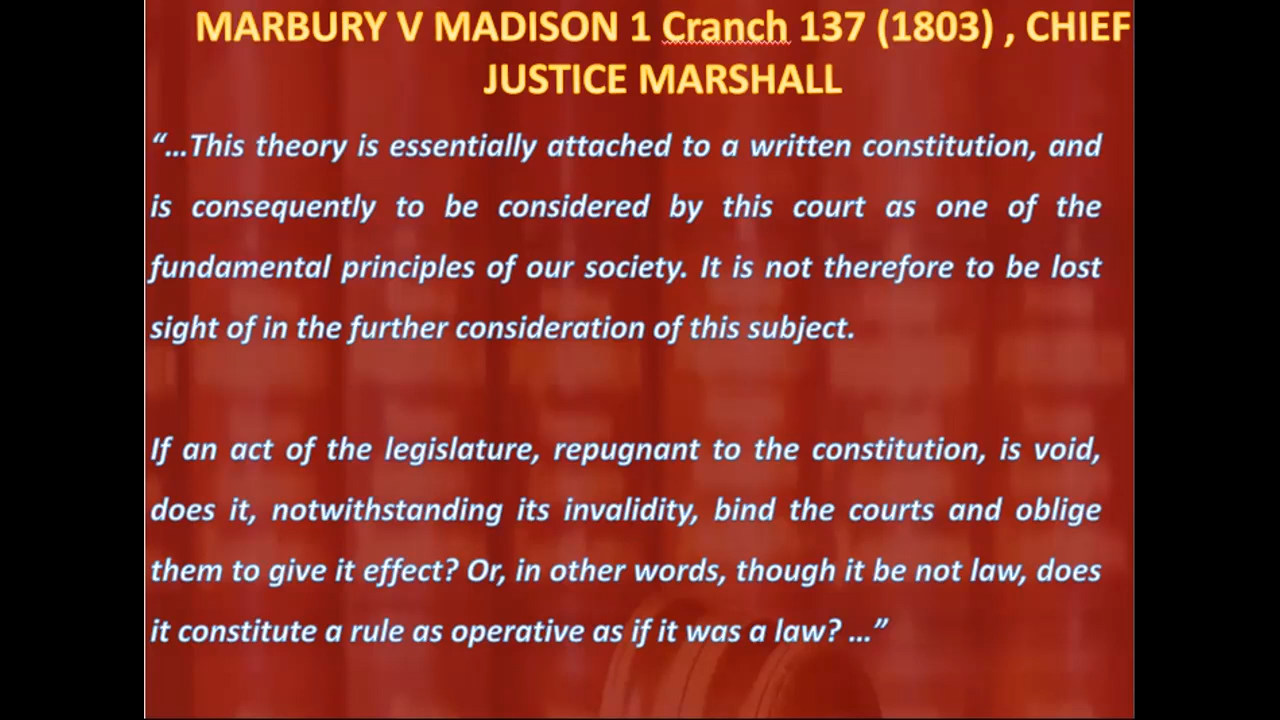 MARBURY V MADISON 1 Cranch 137 (1803) , CHIEF
JUSTICE MARSHALL
“...This theory is essentially attached to a written constitution, and
is consequently to be considered by this court as one of the
fundamental principles of our society. It is not therefore to be lost
sight of in the further consideration of this subject.
If an act of the legislature, repugnant to the constitution, is void,
does it, notwithstanding its invalidity, bind the courts and oblige
them to give it effect? Or, in other words, though it be not law, does
it constitute a rule as operative as if it was a law? ...”